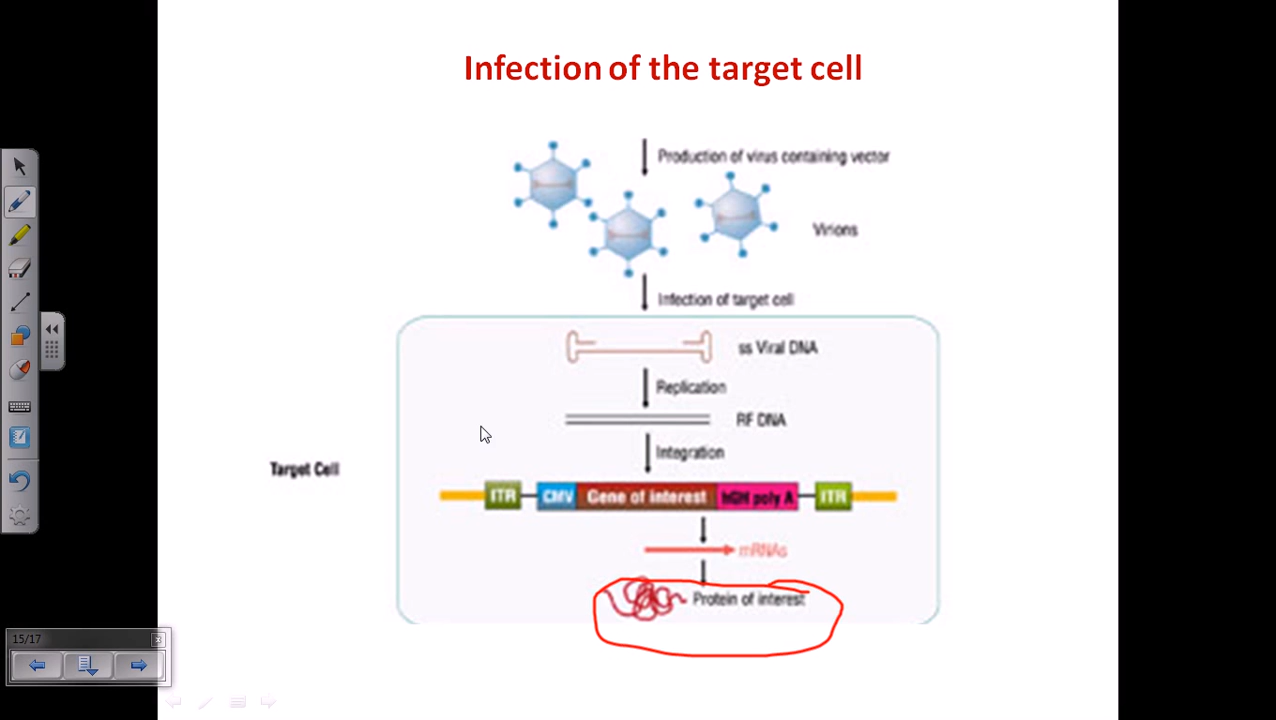 Infection of the target cell
Production of virus containing vector
Virions
Infection of target cell
ss Viral DNA
Replication
RF DNA
Integration
Target Cell
ITR CMV Gene of interest hGH poly A ITR
mRNAs
Protein of interest
15/17